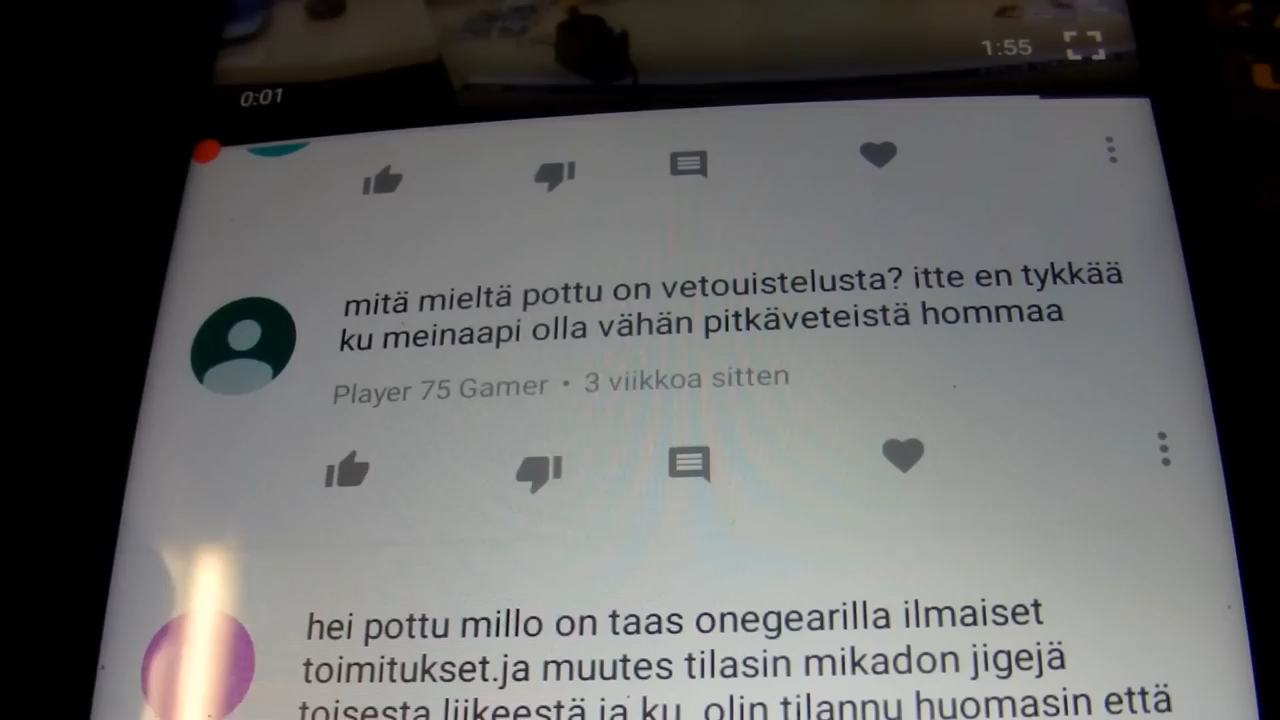 1:55
0:01
mitä mieltä pottu on vetouistelusta? itte en tykkää
ku meinaapi olla vähän pitkäveteistä hommaa
Player 75 Gamer • 3 viikkoa sitten
hei pottu millo on taas onegearilla ilmaiset
toimitukset.ja muutes tilasin mikadon jigejä
toisesta liikeestä ja ku olin tilannu huomasin että